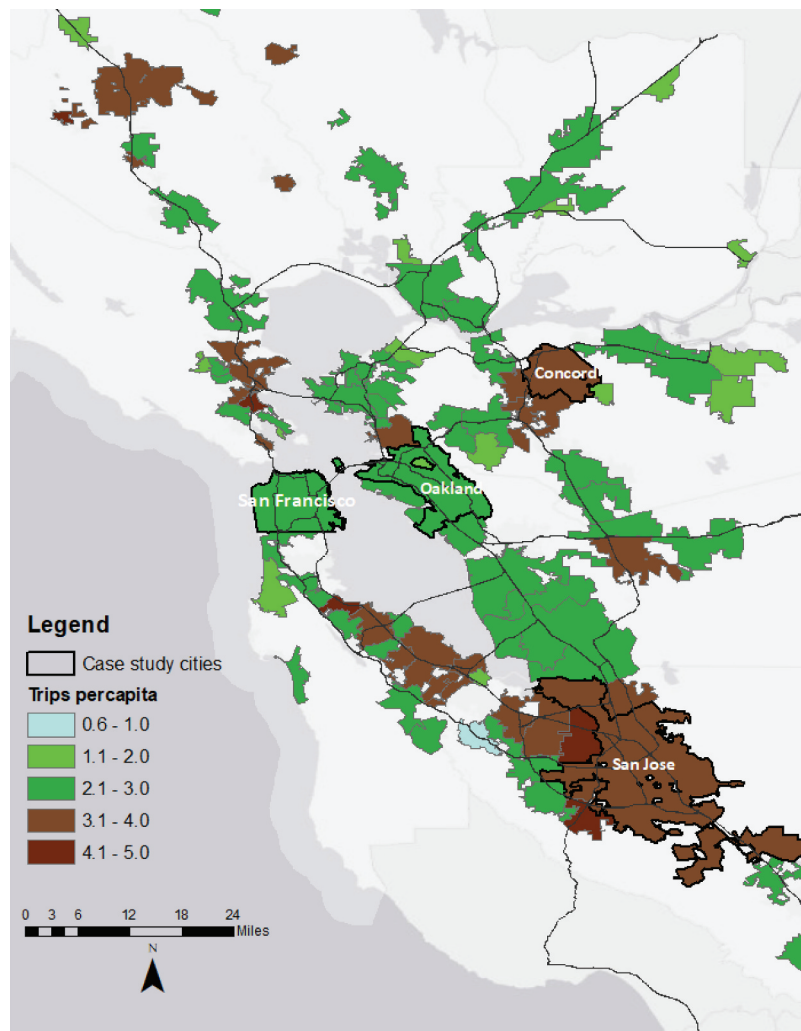 Concord
Oakland
San Francisco
Legend
Case study cities
Trips percapita
0.6 - 1.0
1.1 - 2.0
2.1 - 3.0
3.1 - 4.0
4.1 - 5.0
San Jose
0 3 6 12 18 24
Miles
N